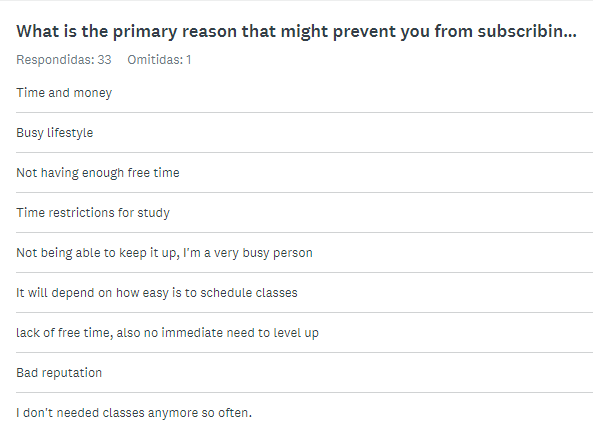 What is the primary reason that might prevent you from subscribin...
Respondidas: 33 Omitidas: 1
Time and money
Busy lifestyle
Not having enough free time
Time restrictions for study
Not being able to keep it up, I'm a very busy person
It will depend on how easy is to schedule classes
lack of free time, also no immediate need to level up
Bad reputation
I don't needed classes anymore so often.